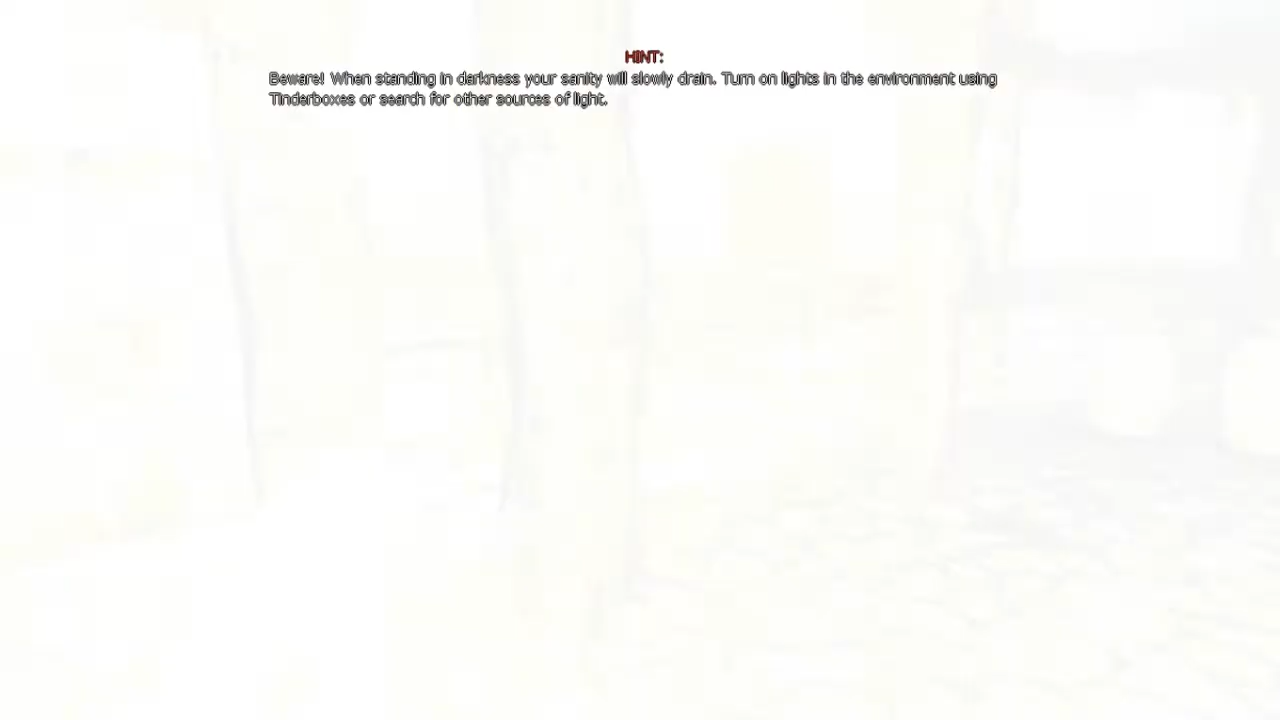 HINT:
Beware! When standing in darkness your sanity will slowly drain. Turn on lights in the environment using
Tinderboxes or search for other sources of light.